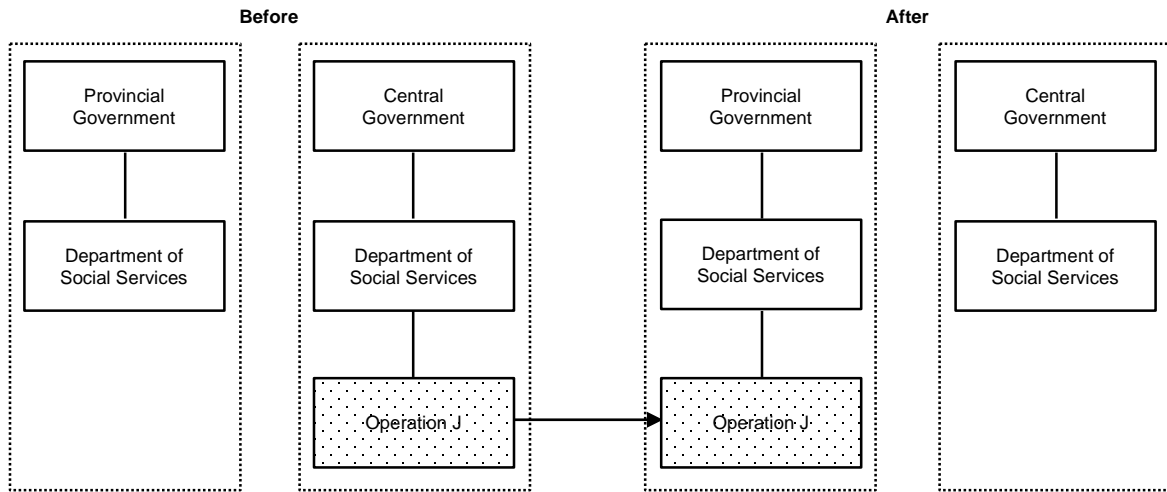 Before
After
Provincial
Government
Central
Government
Provincial
Government
Central
Government
Department of
Social Services
Department of
Social Services
Department of
Social Services
Department of
Social Services
Operation J
Operation J